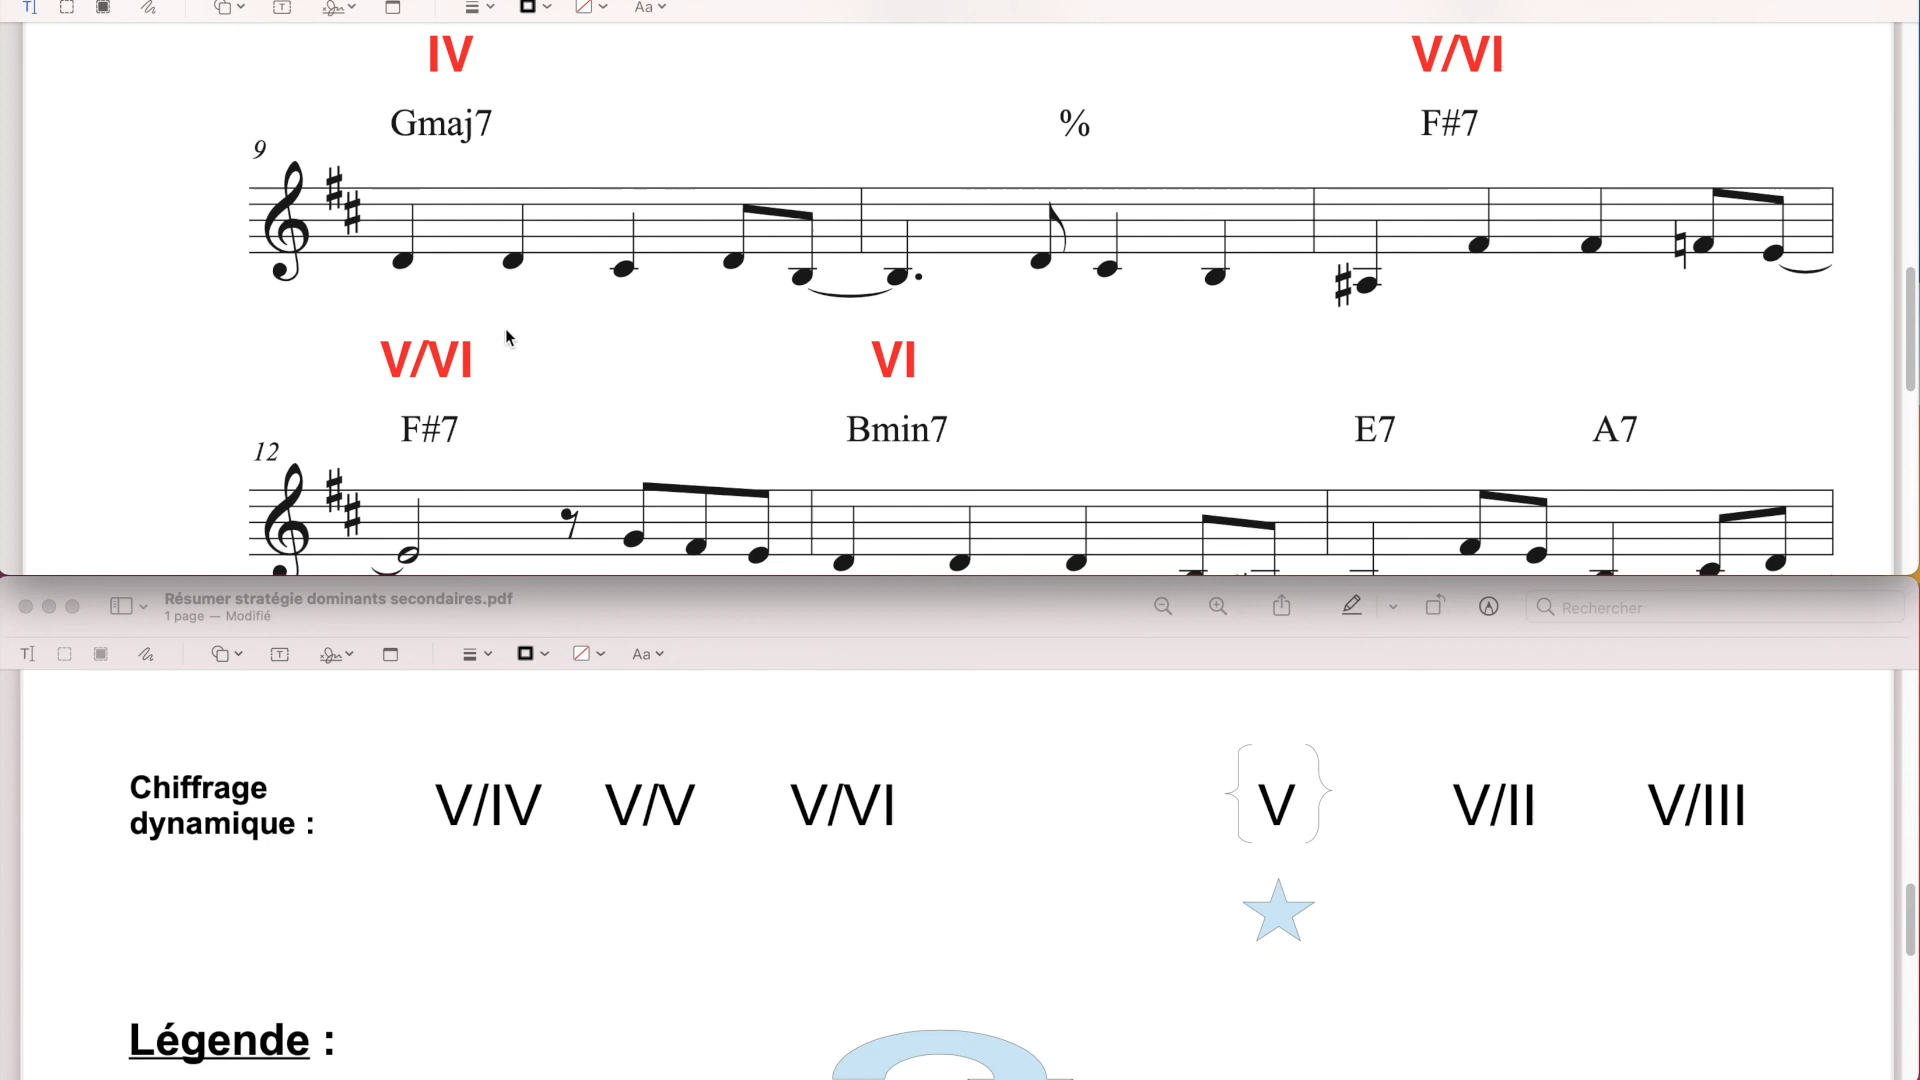 Aa
IV V/VI
Gmaj7 % F#7
9
V/VI VI
F#7 Bmin7 E7 A7
12
Résumer stratégie dominants secondaires.pdf
1 page — Modifié
Rechercher
Aa
Chiffrage
dynamique :
V/IV V/V V/VI V V/II V/III
Légende :